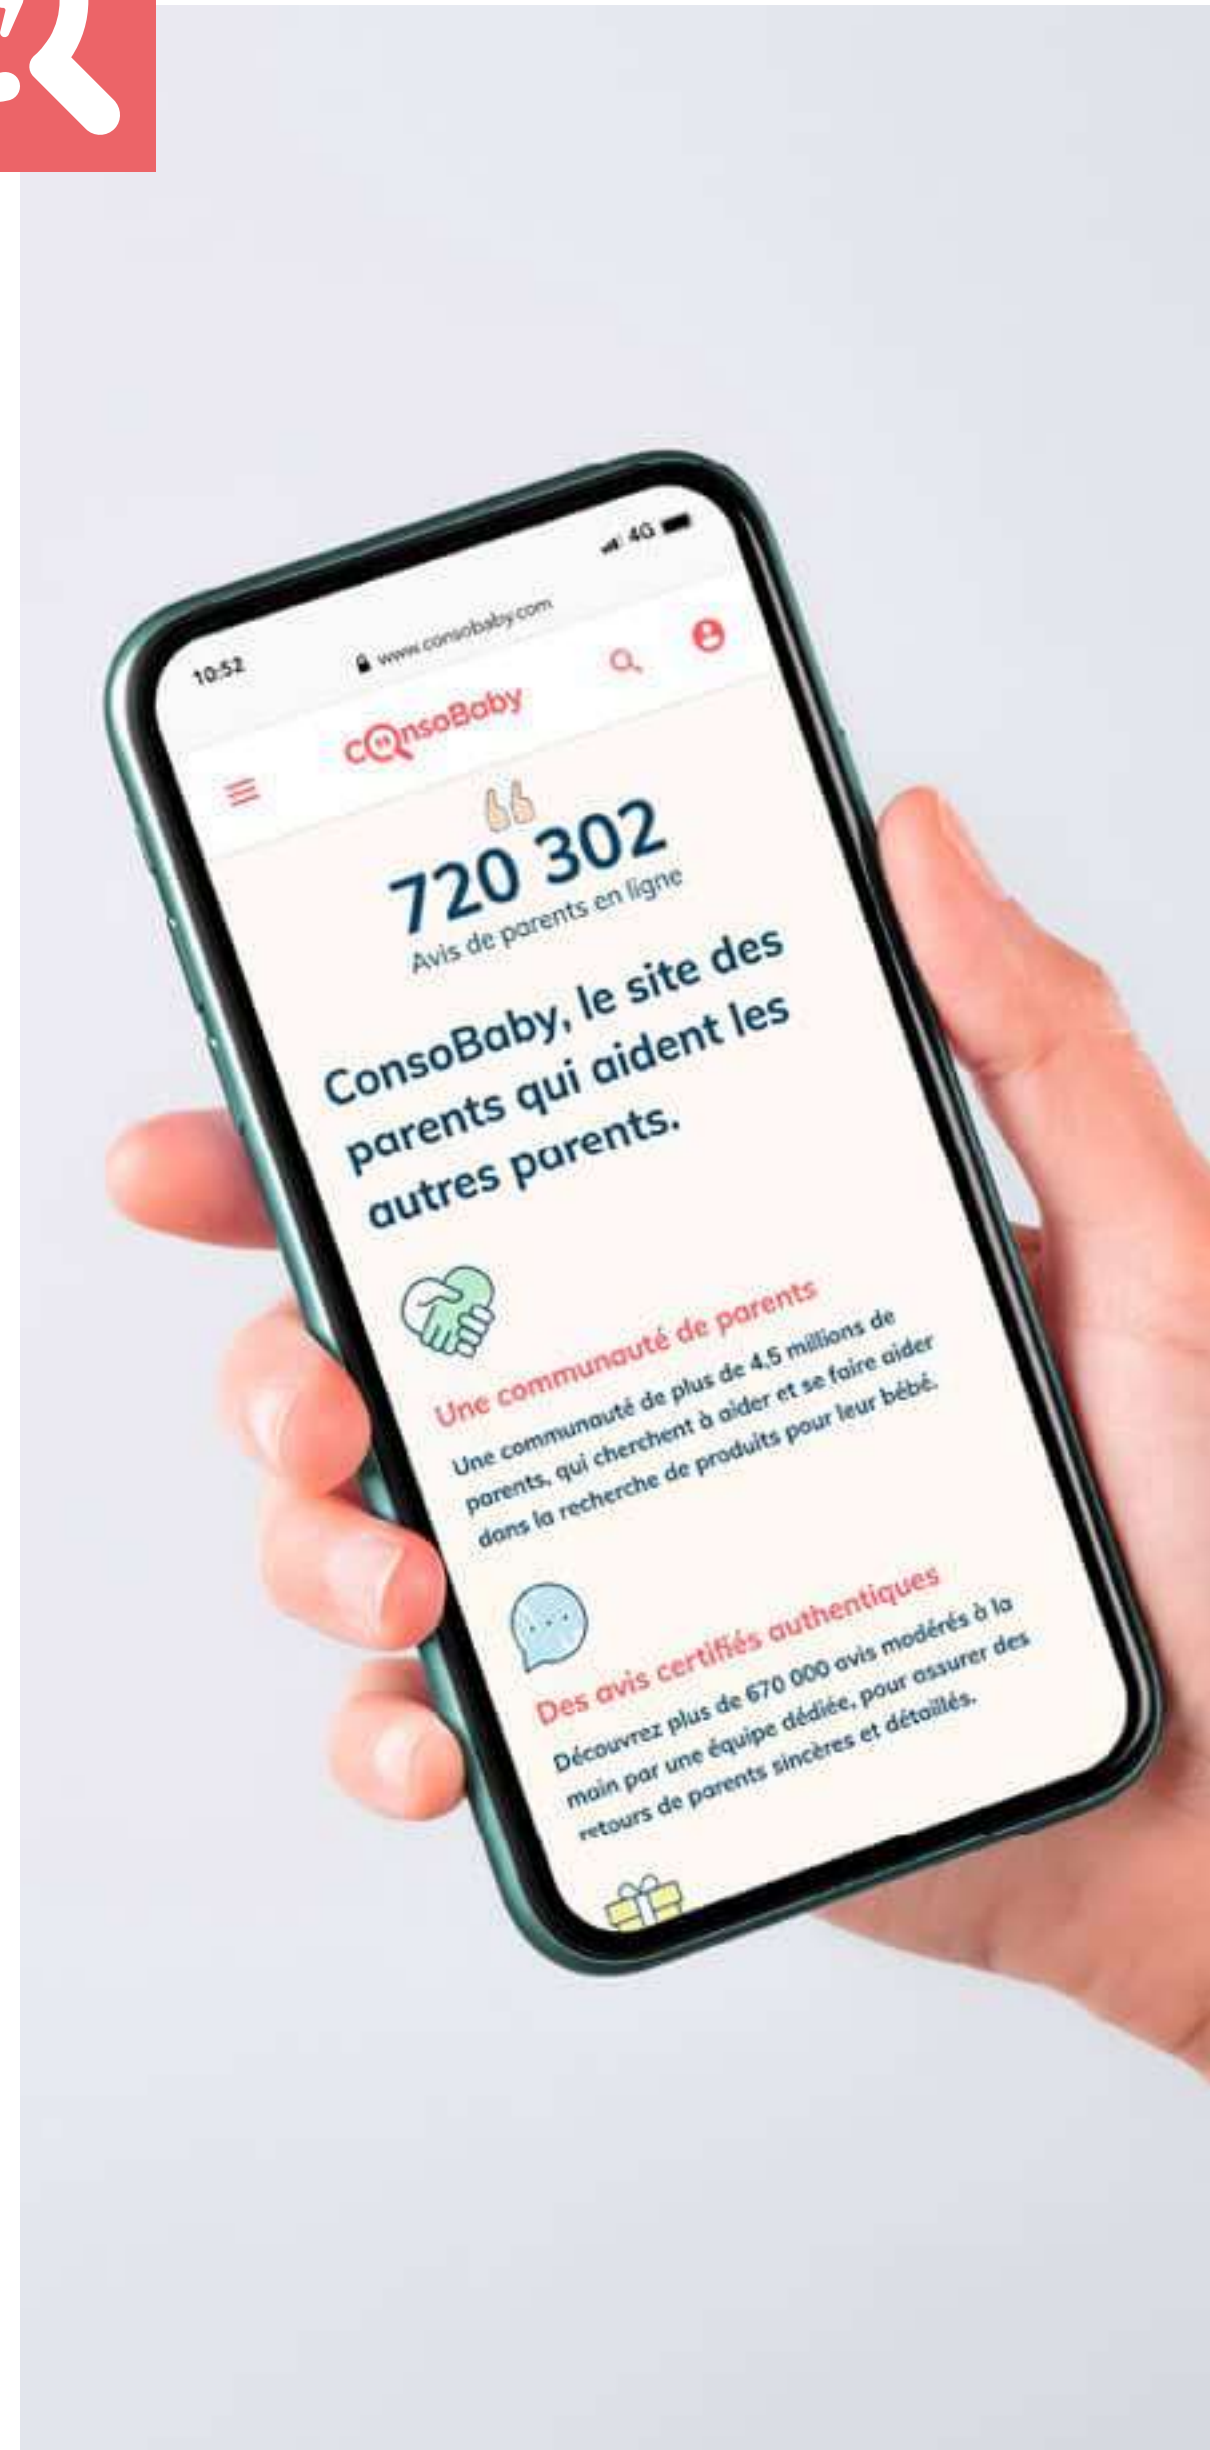 10:52
4G
www.consobaby.com
ConsoBaby
720 302
Avis de parents en ligne
ConsoBaby, le site des
parents qui aident les
autres parents.
Une communauté de parents
Une communauté de plus de 4,5 millions de
parents, qui cherchent à aider et se faire aider
dans la recherche de produits pour leur bébé.
Des avis certifiés authentiques
Découvrez plus de 670 000 avis modérés à la
main par une équipe dédiée, pour assurer des
retours de parents sincères et détaillés.